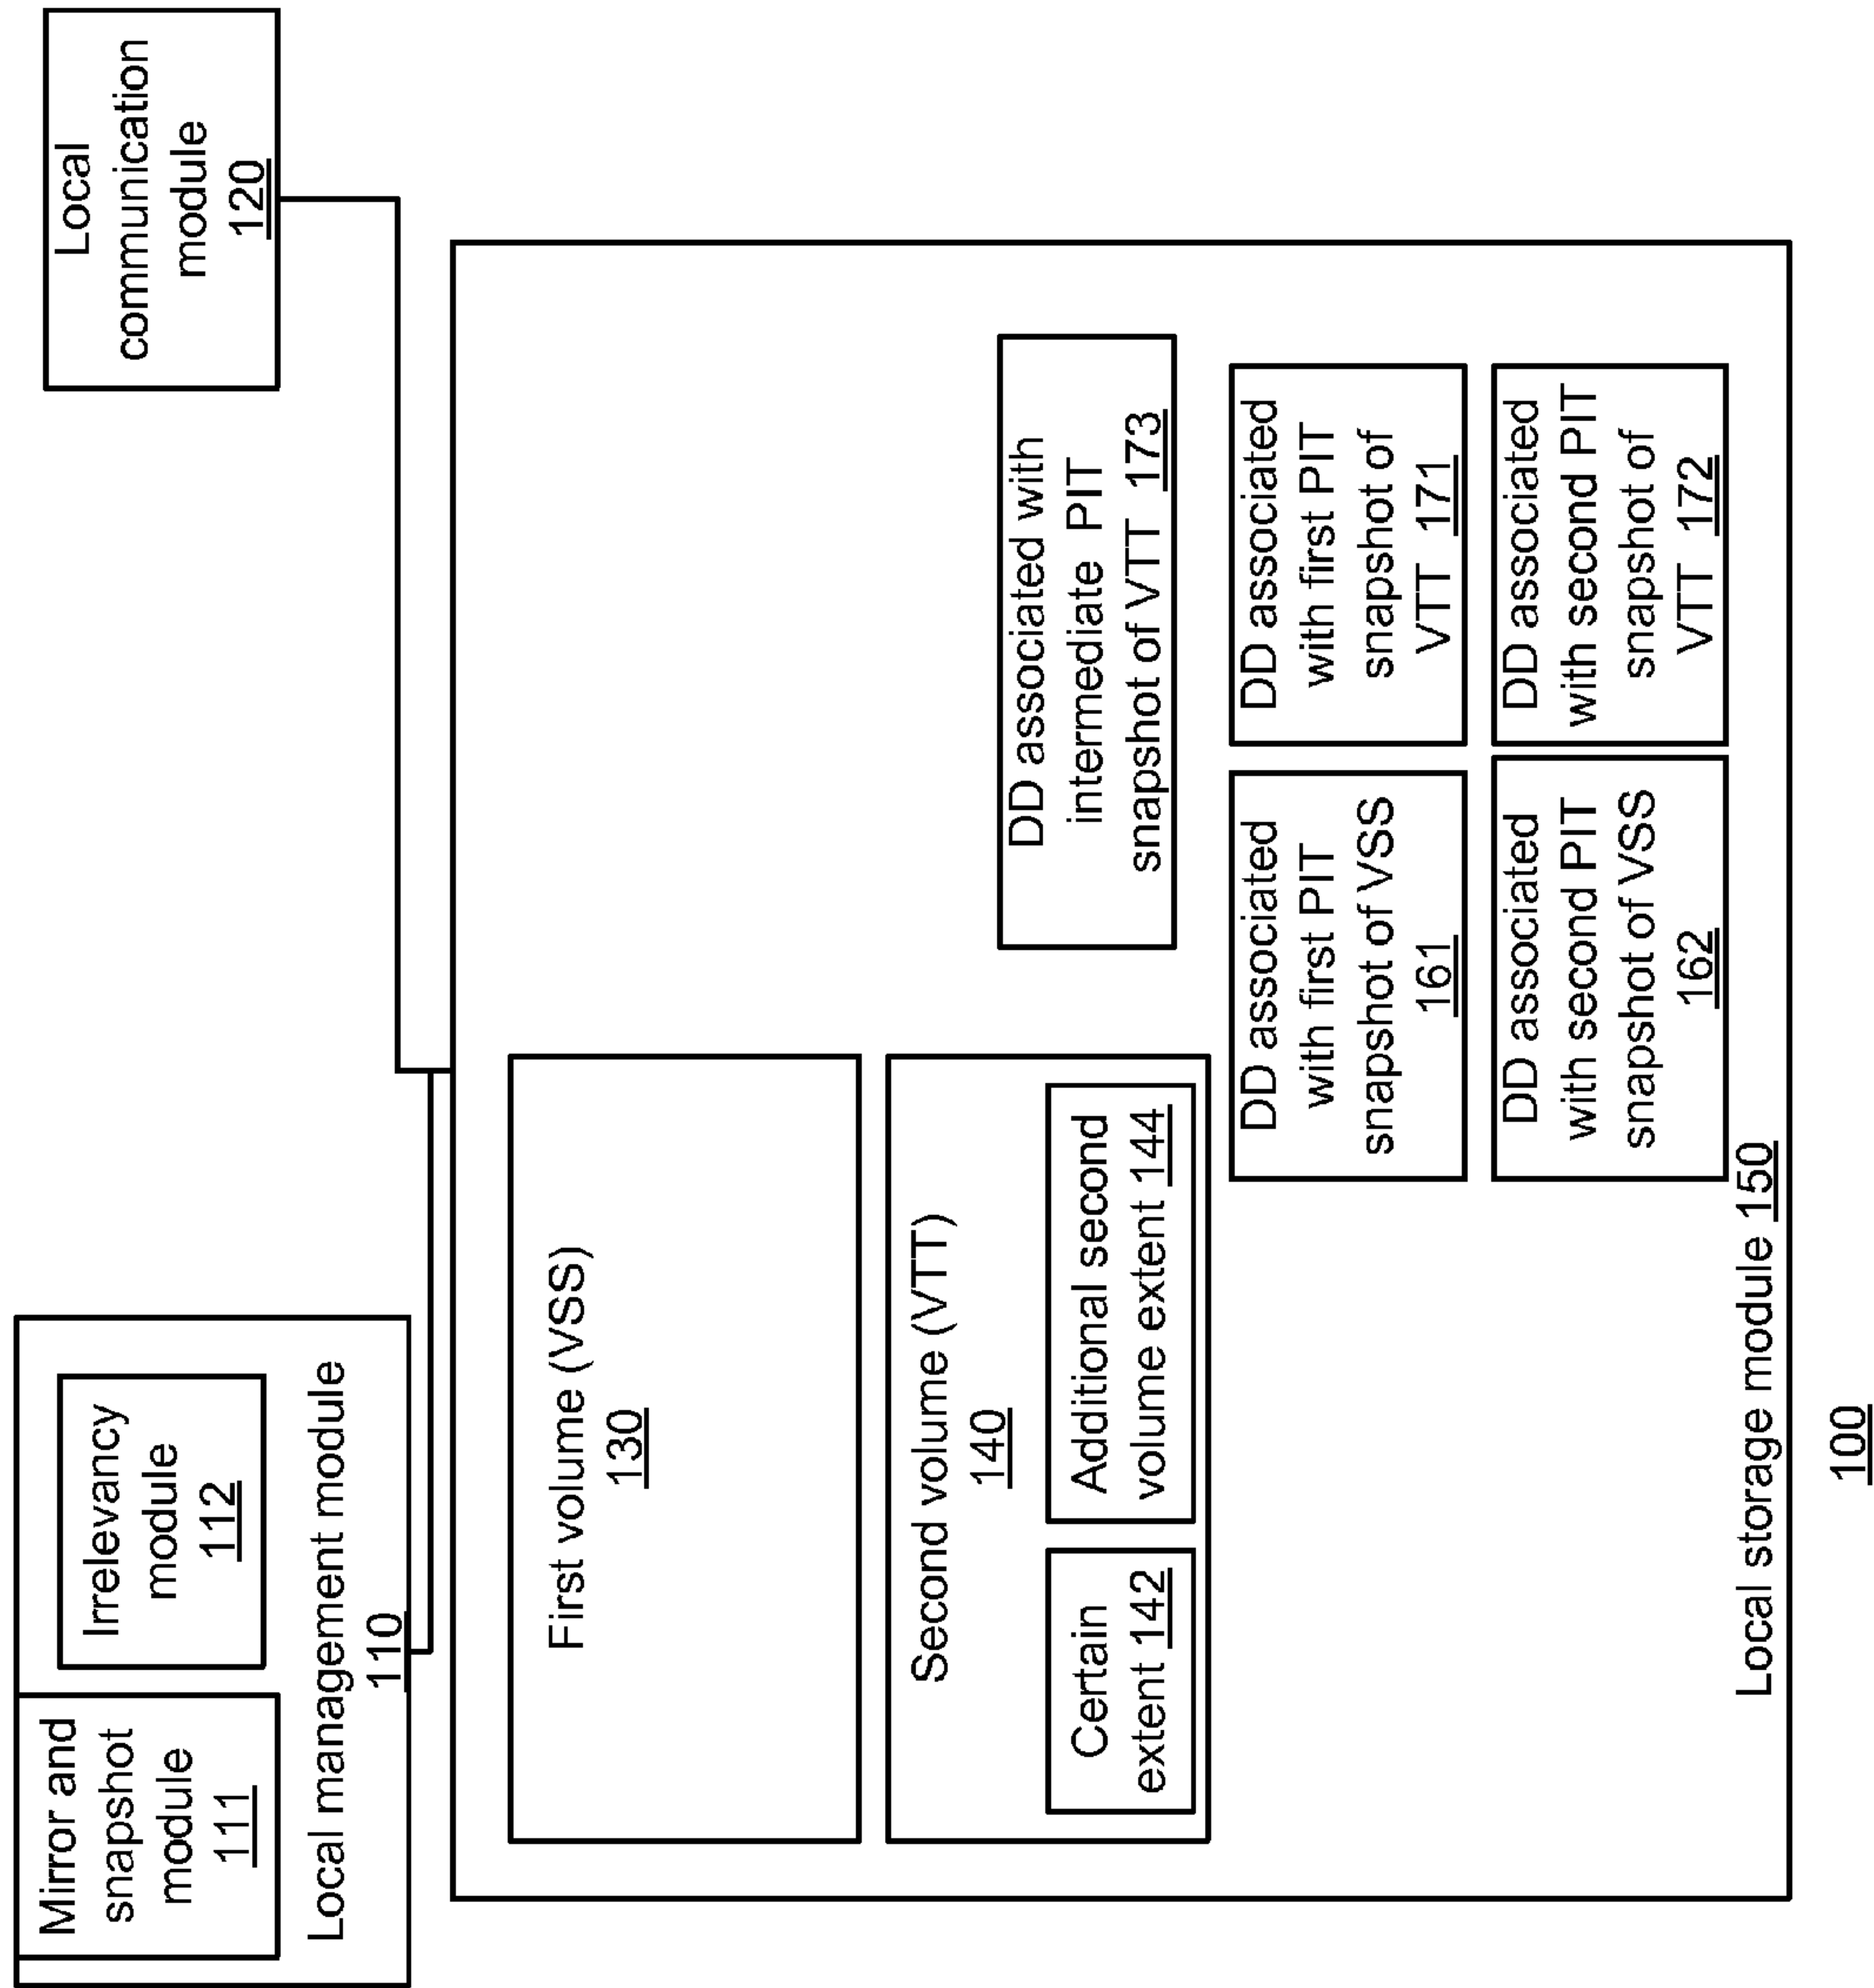 Mirror and
snapshot
module
111
Irrelevancy
module
112
Local management module
110
Local
communication
module
120
First volume (VSS)
130
Second volume (VTT)
140
Certain
extent 142
Additional second
volume extent 144
DD associated with
intermediate PIT
snapshot of VTT 173
DD associated
with first PIT
snapshot of VSS
161
DD associated
with first PIT
snapshot of
VTT 171
DD associated
with second PIT
snapshot of VSS
162
DD associated
with second PIT
snapshot of
VTT 172
Local storage module 150
100